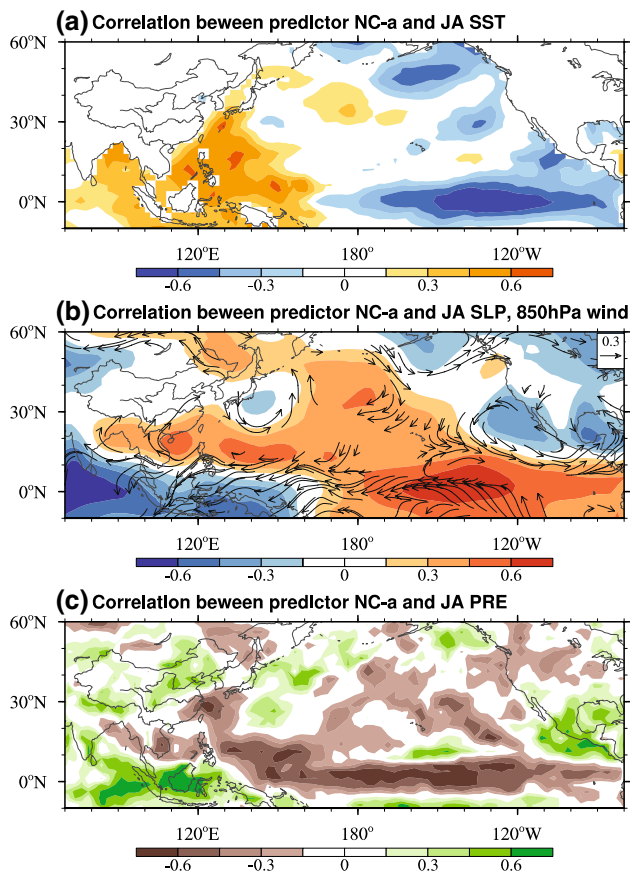 (a) Correlation beween predictor NC-a and JA SST
60°N
30°N
0°N
120°E 180° 120°W
-0.6 -0.3 0 0.3 0.6
(b) Correlation beween predictor NC-a and JA SLP, 850hPa wind
60°N
0.3
30°N
0°N
120°E 180° 120°W
-0.6 -0.3 0 0.3 0.6
(c) Correlation beween predictor NC-a and JA PRE
60°N
30°N
0°N
120°E 180° 120°W
-0.6 -0.3 0 0.3 0.6